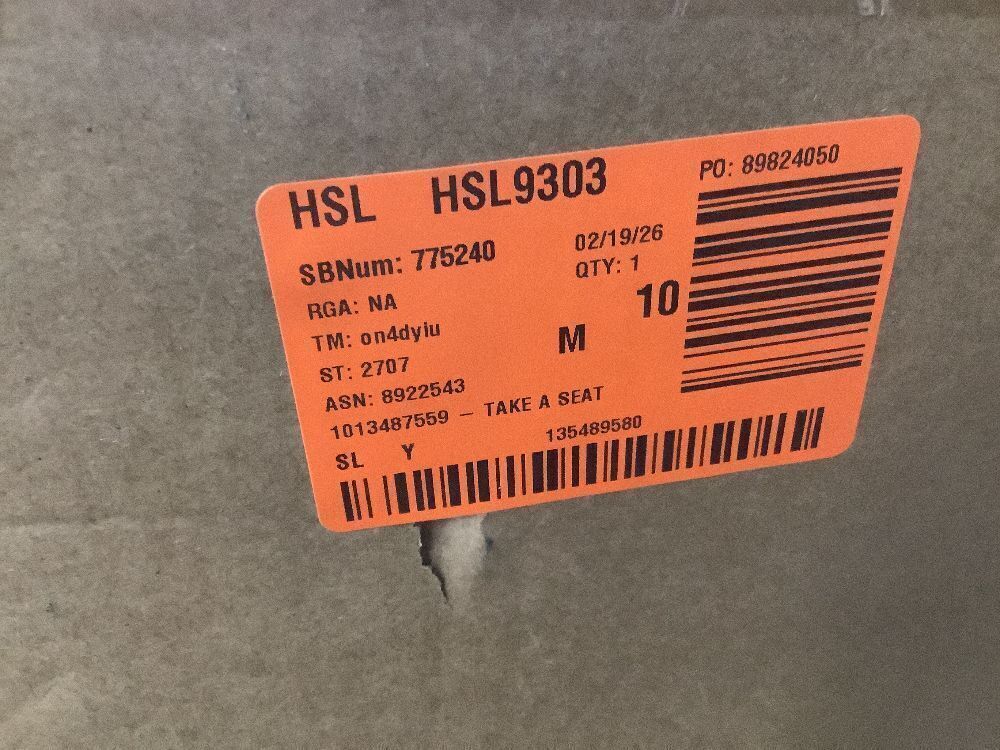 HSL HSL9303
PO: 89824050
SBNum: 775240
02/19/26
RGA: NA
QTY: 1
TM: on4dyiu
M
10
ST: 2707
ASN: 8922543
1013487559 – TAKE A SEAT
SL Y
135489580